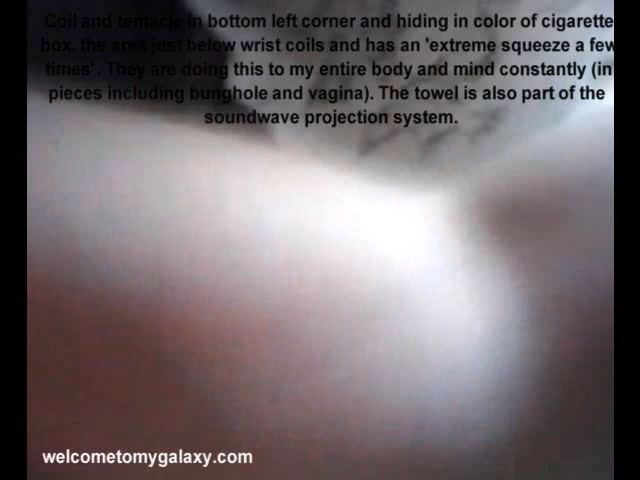 Coil and tentacle in bottom left corner and hiding in color of cigarette
box, the area just below wrist coils and has an 'extreme squeeze a few
times'. They are doing this to my entire body and mind constantly (in
pieces including bunghole and vagina). The towel is also part of the
soundwave projection system.
welcometomygalaxy.com